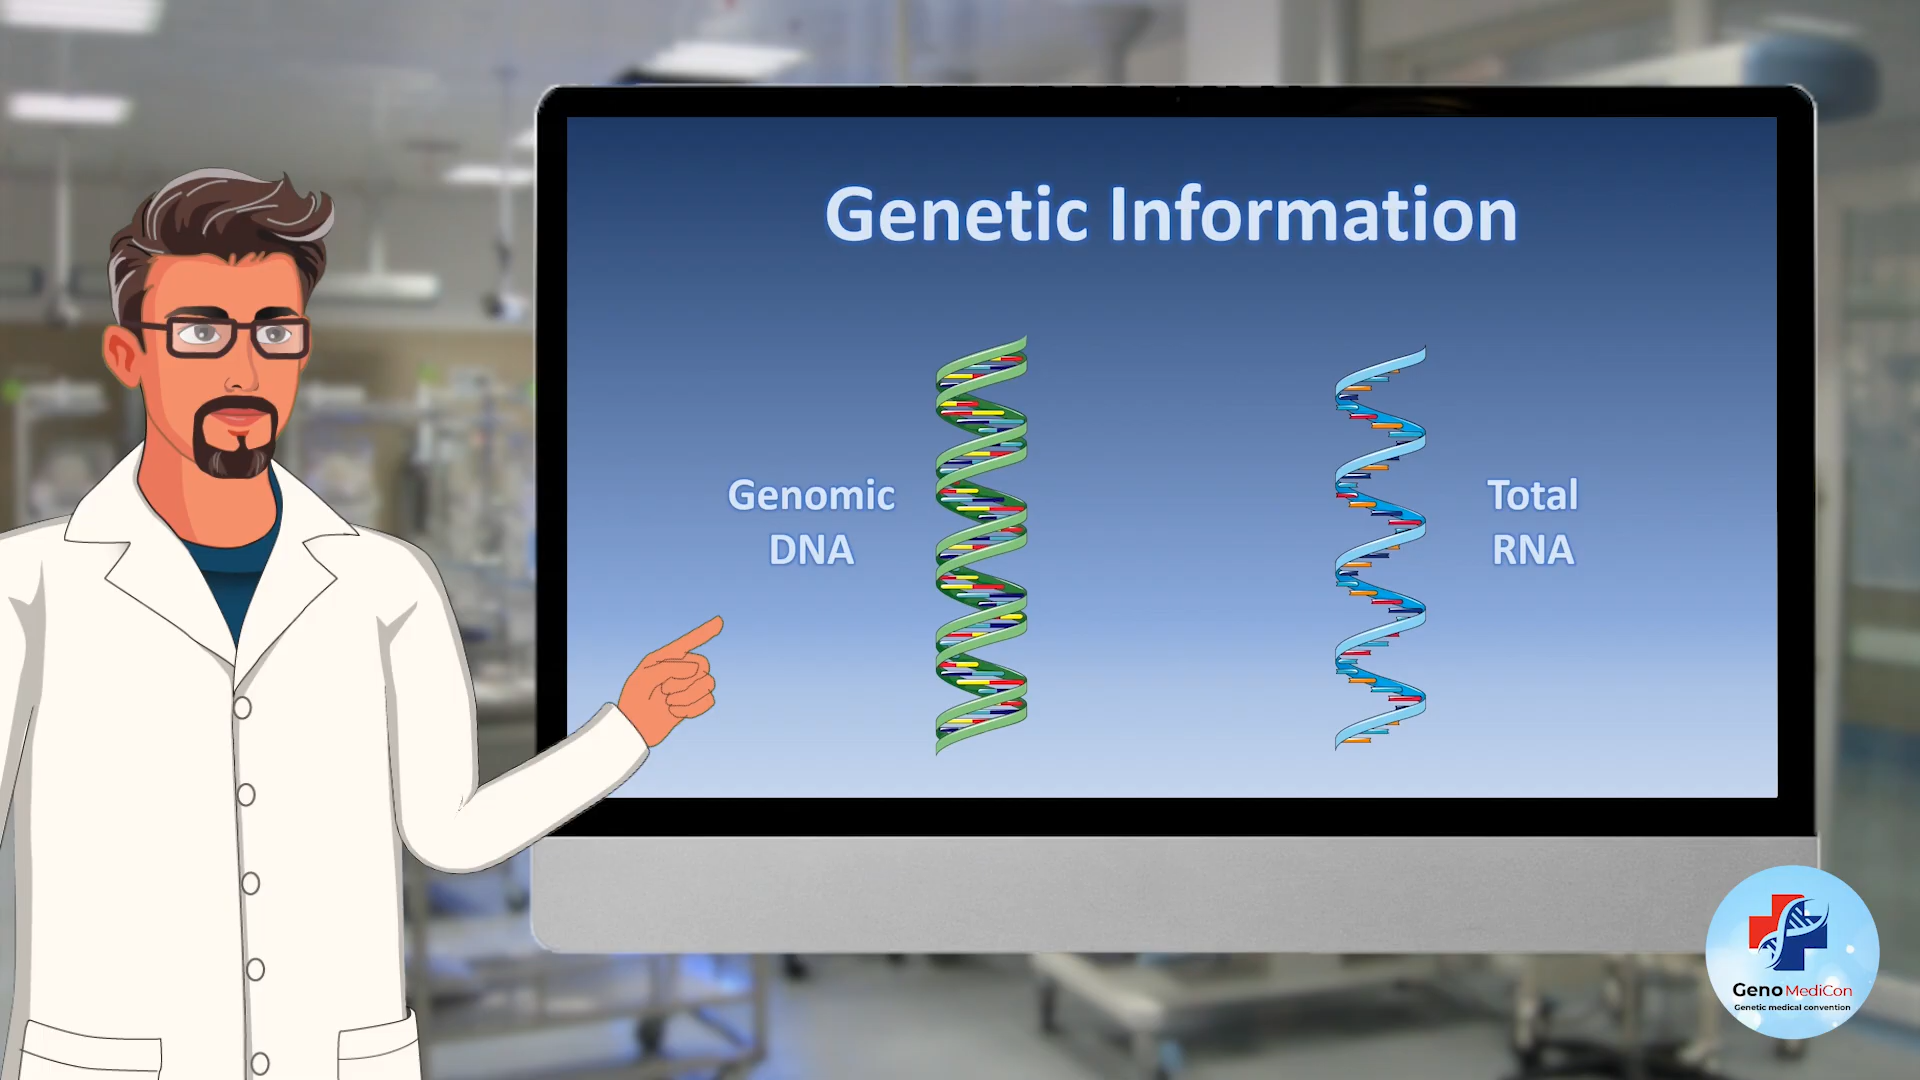 Genetic Information
Genomic
DNA
Total
RNA
Geno MediCon
Genetic medical convention